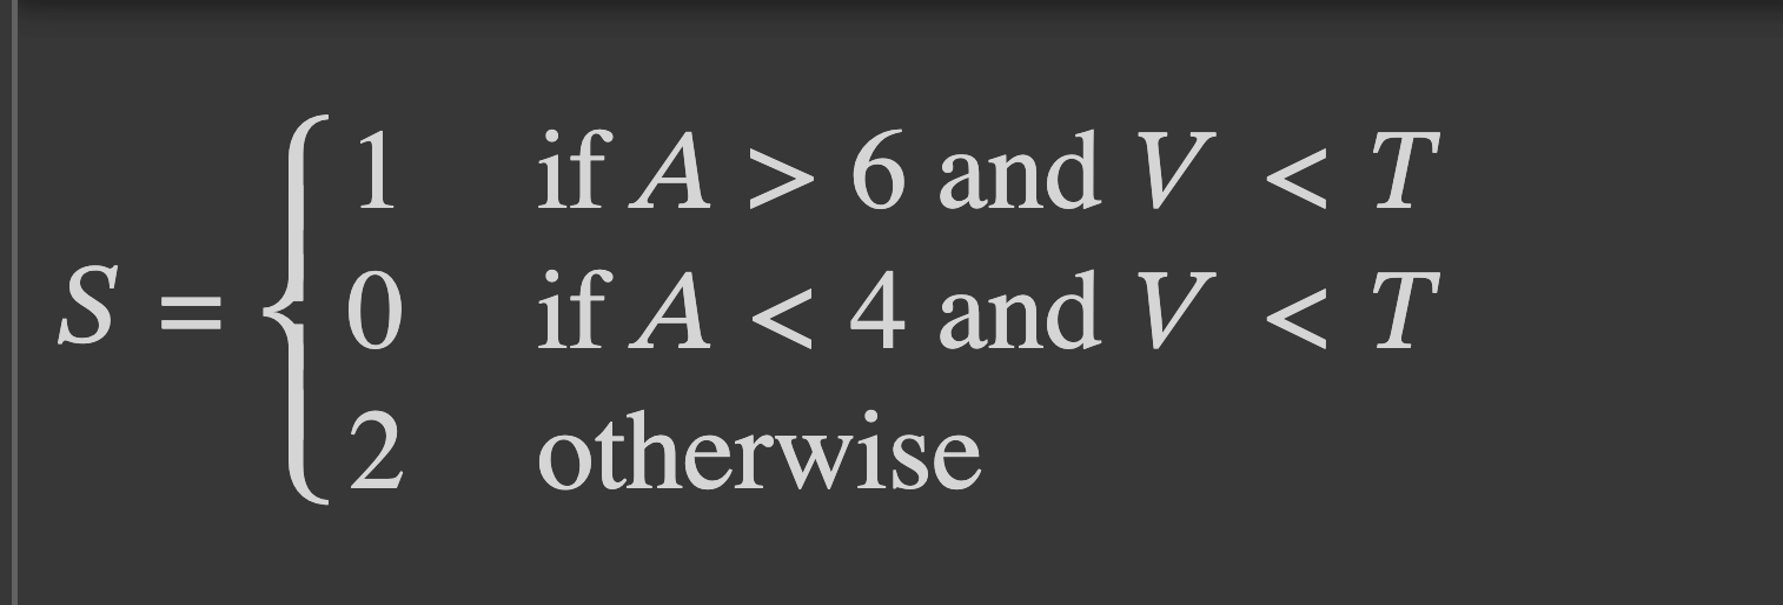 1 if A > 6 and V < T
S = { 0 if A < 4 and V < T
2 otherwise